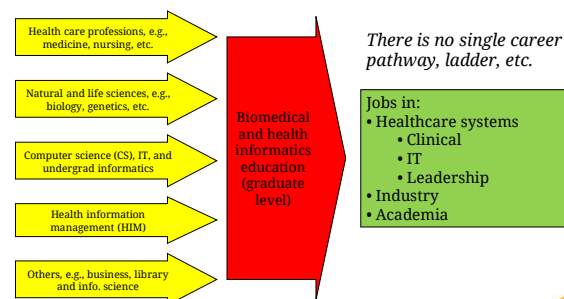 Health care professions, e.g.,
medicine, nursing, etc.
Natural and life sciences, e.g.,
biology, genetics, etc.
Computer science (CS), IT, and
undergrad informatics
Health information
management (HIM)
Others, e.g., business, library
and info. science
Biomedical
and health
informatics
education
(graduate
level)
There is no single career
pathway, ladder, etc.
Jobs in:
• Healthcare systems
• Clinical
• IT
• Leadership
• Industry
• Academia